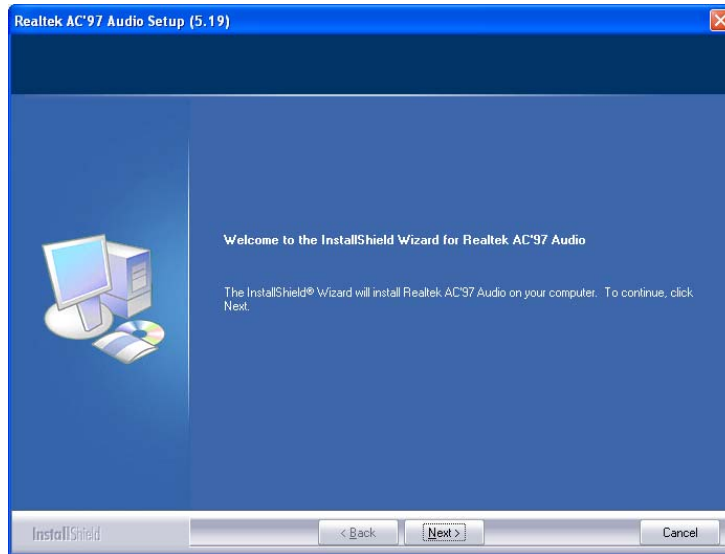 Realtek AC'97 Audio Setup (5.19)
Welcome to the InstallShield Wizard for Realtek AC'97 Audio
The InstallShield® Wizard will install Realtek AC'97 Audio on your computer. To continue, click
Next.
InstallShield
< Back
Next >
Cancel